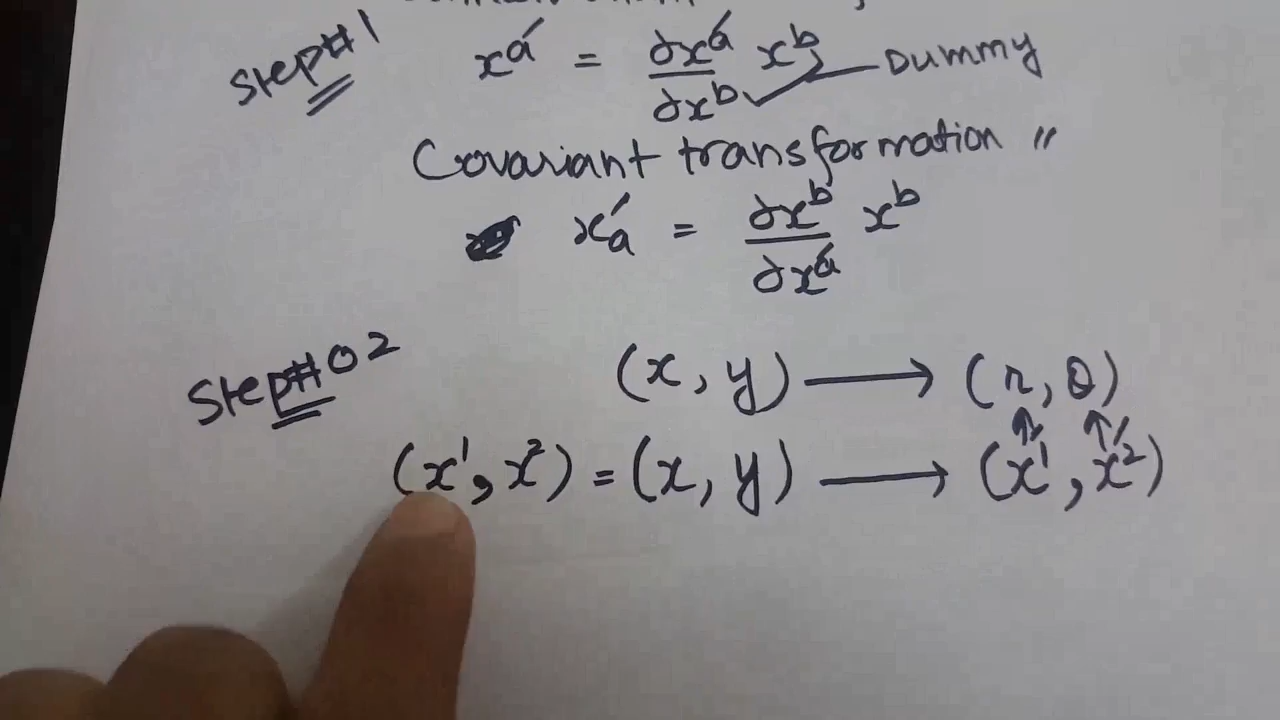 Step#1 x^á = ∂x^á/∂x^b x^b Dummy
Covariant transformation "
x́_a = ∂x^b/∂x^á x^b
Step#02 (x, y) → (r, θ)
(x^1, x^2) = (x, y) → (x^1, x^2)